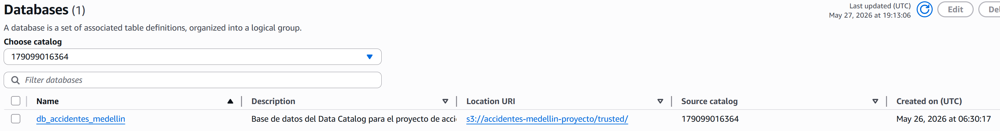 Databases (1)
Last updated (UTC)
May 27, 2026 at 19:13:06
Edit
A database is a set of associated table definitions, organized into a logical group.
Choose catalog
179099016364
Filter databases
Name Description Location URI Source catalog Created on (UTC)
db_accidentes_medellin Base de datos del Data Catalog para el proyecto de s3://accidentes-medellin-proyecto/trusted/ 179099016364 May 26, 2026 at 06:30:17